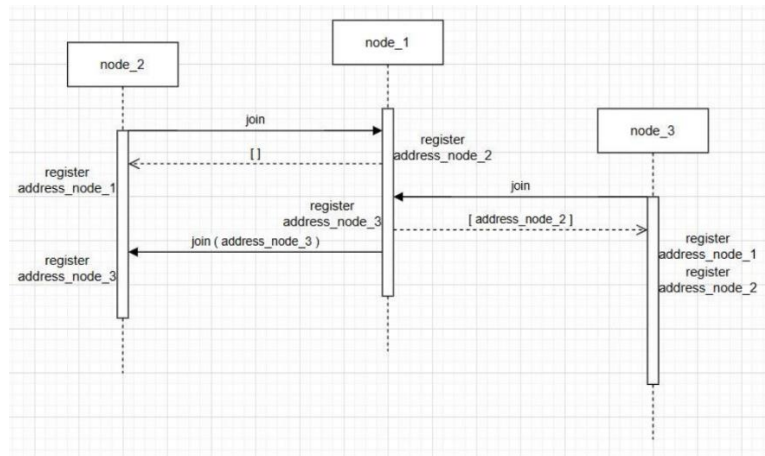 node_1
node_2
node_3
join
register
address_node_2
[ ]
register
address_node_1
join
register
address_node_3
[ address_node_2 ]
join ( address_node_3 )
register
address_node_1
register
address_node_2
register
address_node_3